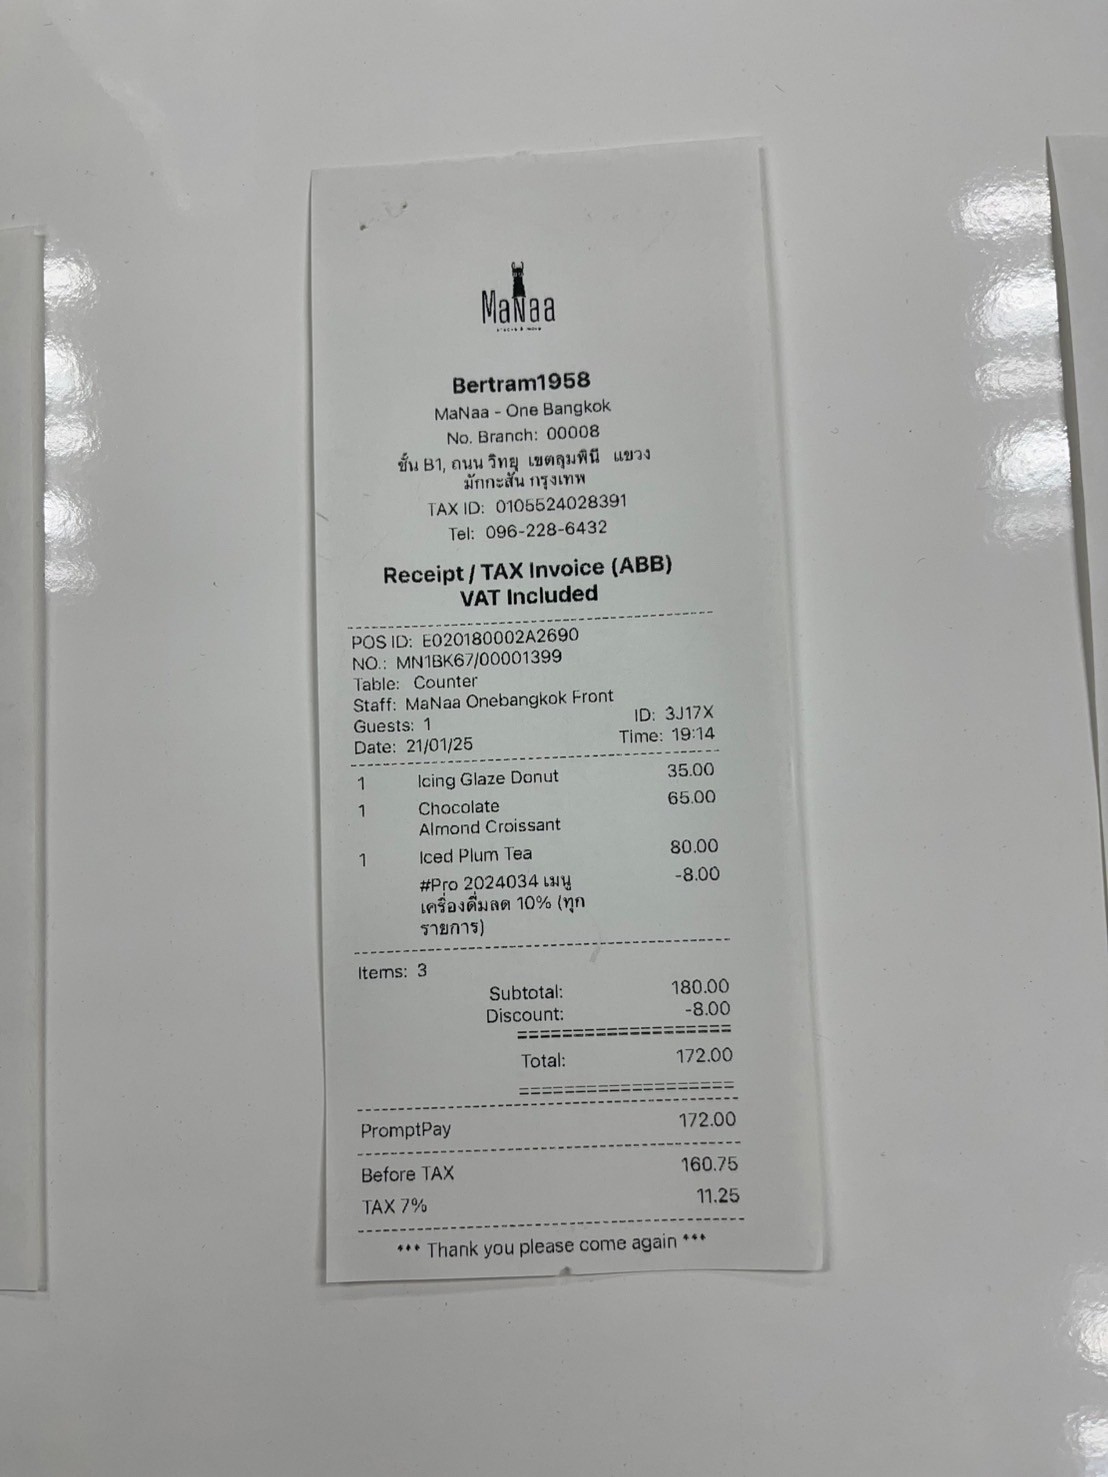 MaNaa
Bertram1958
MaNaa - One Bangkok
No. Branch: 00008
ชั้น B1, ถนน วิทยุ เขตลุมพินี แขวง
มักกะสัน กรุงเทพ
TAX ID: 0105524028391
Tel: 096-228-6432
Receipt / TAX Invoice (ABB)
VAT Included
POS ID: E020180002A2690
NO.: MN1BK67/00001399
Table: Counter
Staff: MaNaa Onebangkok Front
Guests: 1 ID: 3J17X
Date: 21/01/25 Time: 19:14
1 Icing Glaze Donut 35.00
1 Chocolate 65.00
Almond Croissant
1 Iced Plum Tea 80.00
#Pro 2024034 เมนู -8.00
เครื่องดื่มลด 10% (ทุก
รายการ)
Items: 3
Subtotal: 180.00
Discount: -8.00
===================
Total: 172.00
===================
PromptPay 172.00
Before TAX 160.75
TAX 7% 11.25
*** Thank you please come again ***